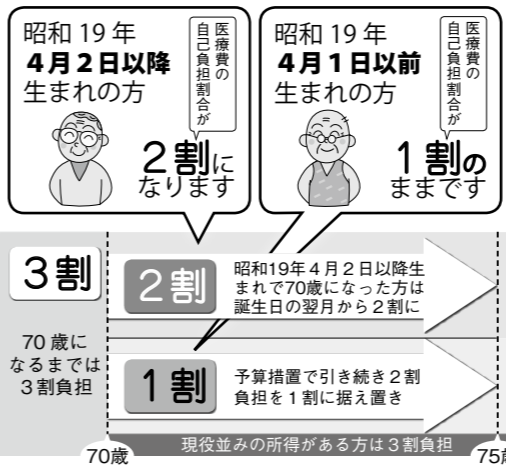 昭和19年
4月2日以降
生まれの方
医療費の
自己負担割合が
2割に
なります
昭和19年
4月1日以前
生まれの方
医療費の
自己負担割合が
1割の
ままです
3割
70歳に
なるまでは
3割負担
2割
昭和19年4月2日以降生
まれで70歳になった方は
誕生日の翌月から2割に
1割
予算措置で引き続き2割
負担を1割に据え置き
現役並みの所得がある方は3割負担
70歳
75歳